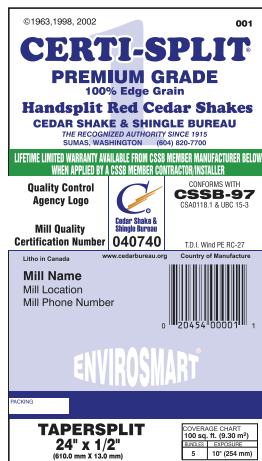 ©1963,1998, 2002
001
CERTI-SPLIT®
PREMIUM GRADE
100% Edge Grain
Handsplit Red Cedar Shakes
CEDAR SHAKE & SHINGLE BUREAU
THE RECOGNIZED AUTHORITY SINCE 1915
SUMAS, WASHINGTON (604) 820-7700
LIFETIME LIMITED WARRANTY AVAILABLE FROM CSSB MEMBER MANUFACTURER BELOW
WHEN APPLIED BY A CSSB MEMBER CONTRACTOR/INSTALLER
Quality Control
Agency Logo
Mill Quality
Certification Number
C
Cedar Shake &
Shingle Bureau
040740
CONFORMS WITH
CSSB-97
CSA0118.1 & UBC 15-3
T.D.I. Wind PE RC-27
Litho in Canada
www.cedarbureau.org
Country of Manufacture
Mill Name
Mill Location
Mill Phone Number
0 20454 00001 1
ENVIROSMART™
PACKING
TAPERSPLIT
24" x 1/2"
(610.0 mm X 13.0 mm)
COVERAGE CHART
100 sq. ft. (9.30 m²)
BUNDLES EXPOSURE
5 10" (254 mm)